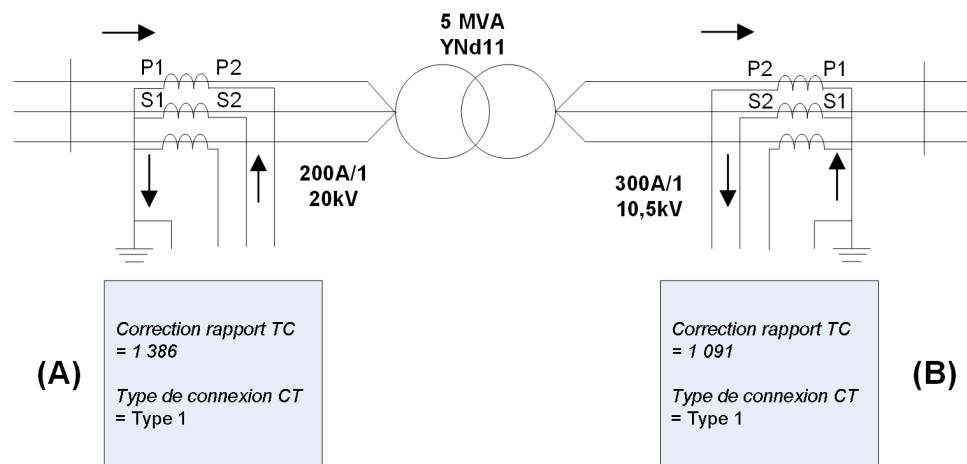 5 MVA
YNd11
P1 P2
P2 P1
S1 S2
S2 S1
200A/1
20kV
300A/1
10,5kV
Correction rapport TC
= 1 386
Type de connexion CT
= Type 1
(A)
Correction rapport TC
= 1 091
Type de connexion CT
= Type 1
(B)